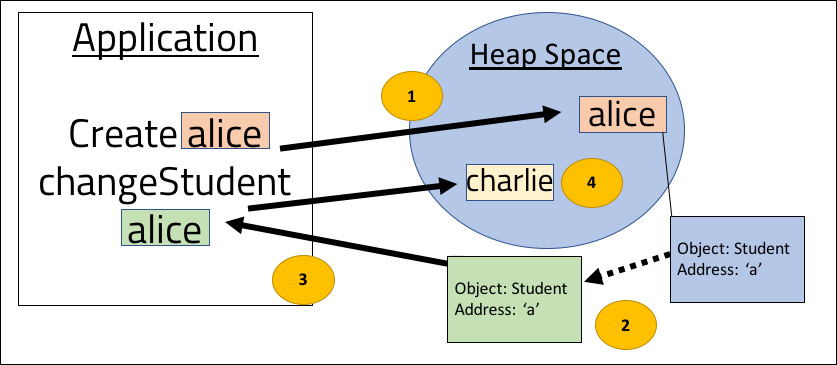 Application
Create alice
changeStudent
alice
3
Heap Space
1
alice
charlie
4
Object: Student
Address: ‘a’
Object: Student
Address: ‘a’
2